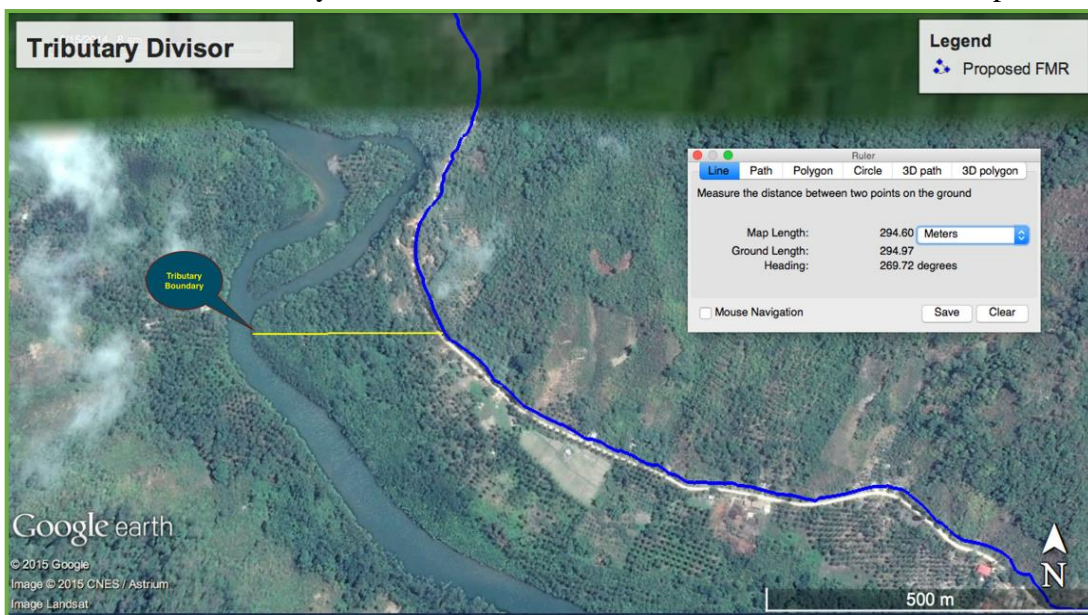 Tributary Divisor
Legend
Proposed FMR
Ruler
Line Path Polygon Circle 3D path 3D polygon
Measure the distance between two points on the ground
Map Length: 294.60 Meters
Ground Length: 294.97
Heading: 269.72 degrees
Mouse Navigation Save Clear
Tributary
Boundary
Google earth
© 2015 Google
Image © 2015 CNES / Astrium
Image Landsat
N
500 m